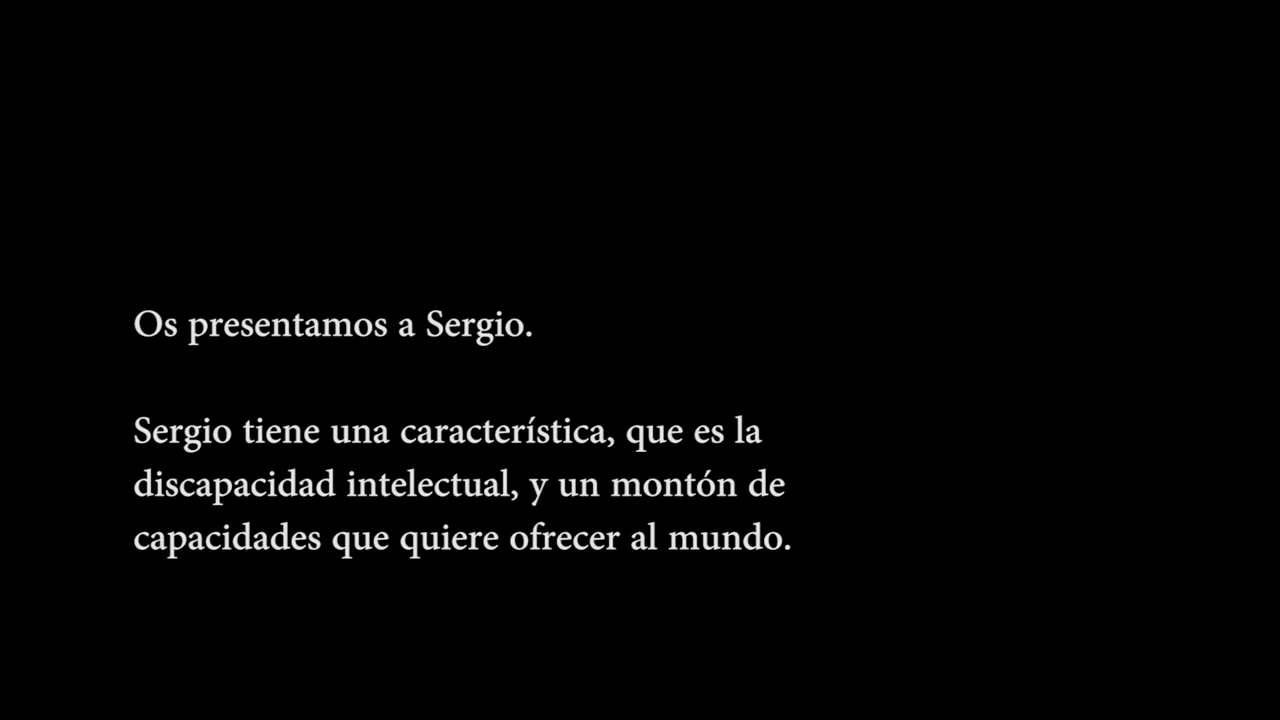 Os presentamos a Sergio.
Sergio tiene una característica, que es la
discapacidad intelectual, y un montón de
capacidades que quiere ofrecer al mundo.